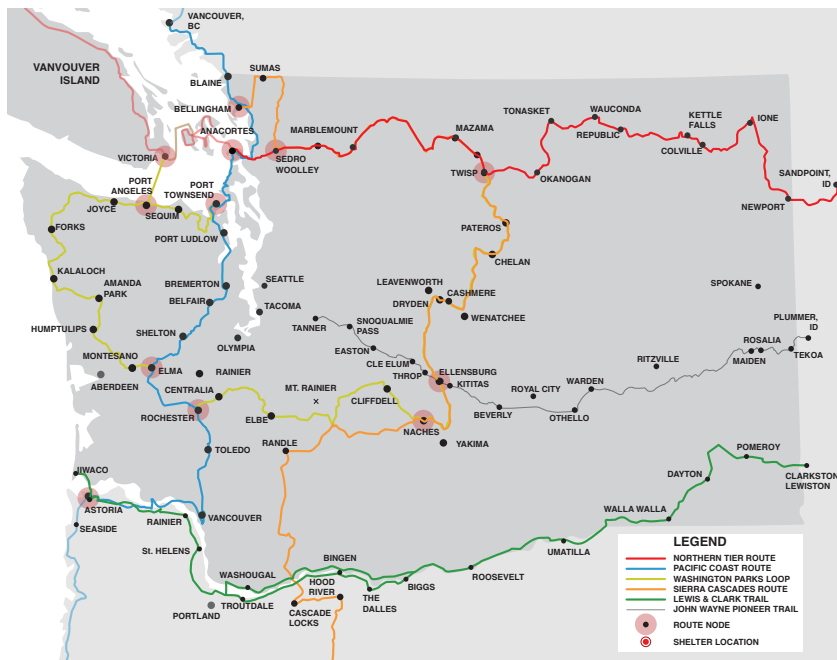 VANCOUVER,
BC
VANVOUVER
ISLAND
SUMAS
BLAINE
BELLINGHAM
ANACORTES
MARBLEMOUNT
MAZAMA
TONASKET
WAUCONDA
REPUBLIC
KETTLE
FALLS
COLVILLE
IONE
VICTORIA
SEDRO
WOOLLEY
TWISP
OKANOGAN
SANDPOINT,
ID
NEWPORT
PORT
ANGELES
PORT
TOWNSEND
JOYCE
SEQUIM
FORKS
PORT LUDLOW
PATEROS
CHELAN
KALALOCH
AMANDA
PARK
BREMERTON
SEATTLE
BELFAIR
TACOMA
LEAVENWORTH
CASHMERE
DRYDEN
WENATCHEE
SPOKANE
HUMPTULIPS
SHELTON
OLYMPIA
TANNER
SNOQUALMIE
PASS
PLUMMER,
ID
EASTON
ROSALIA
MAIDEN
TEKOA
MONTESANO
ELMA
ABERDEEN
RAINIER
CLE ELUM
THROP
ELLENSBURG
KITITAS
RITZVILLE
CENTRALIA
MT. RAINIER
x
CLIFFDELL
ROYAL CITY
WARDEN
BEVERLY
OTHELLO
ROCHESTER
ELBE
NACHES
YAKIMA
TOLEDO
RANDLE
POMEROY
DAYTON
CLARKSTON
LEWISTON
IIWACO
ASTORIA
SEASIDE
RAINIER
VANCOUVER
WALLA WALLA
St. HELENS
WASHOUGAL
BINGEN
HOOD
RIVER
UMATILLA
ROOSEVELT
BIGGS
THE
DALLES
PORTLAND
TROUTDALE
CASCADE
LOCKS
LEGEND
NORTHERN TIER ROUTE
PACIFIC COAST ROUTE
WASHINGTON PARKS LOOP
SIERRA CASCADES ROUTE
LEWIS & CLARK TRAIL
JOHN WAYNE PIONEER TRAIL
ROUTE NODE
SHELTER LOCATION